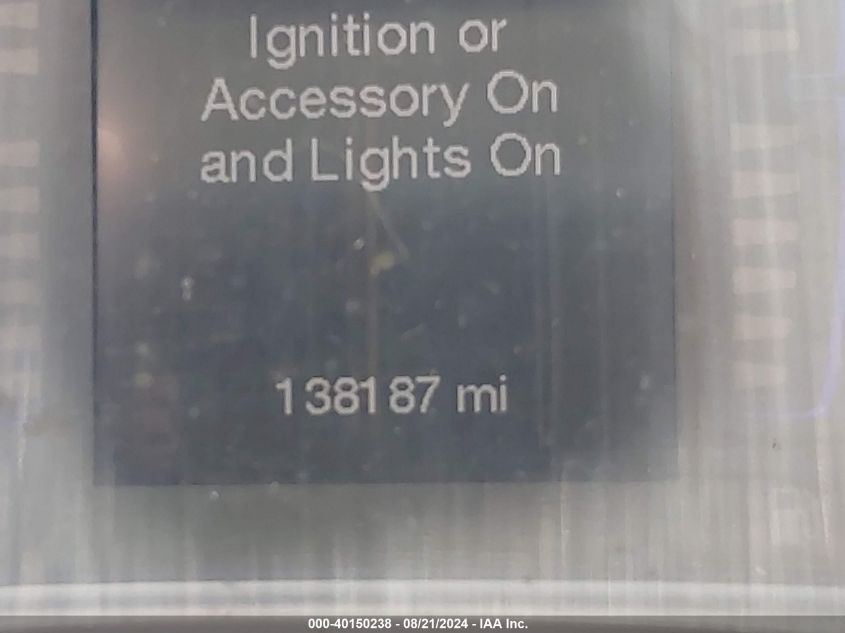 Ignition or
Accessory On
and Lights On
138187 mi
000-40150238 - 08/21/2024 - IAA Inc.